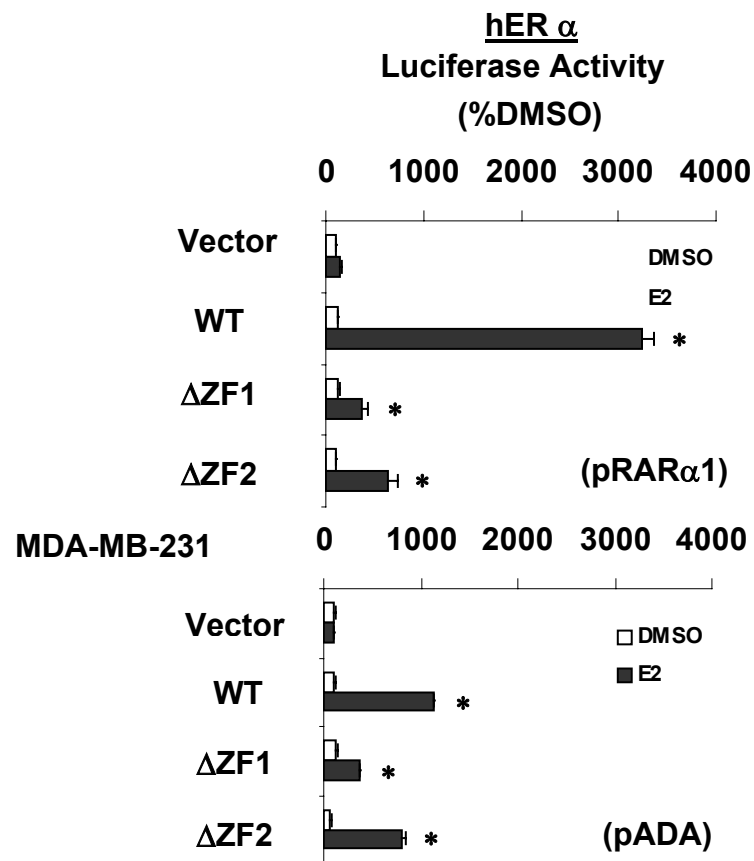 hER α
Luciferase Activity
(%DMSO)
0 1000 2000 3000 4000
Vector
DMSO
E2
WT
*
ΔZF1
*
ΔZF2
*
(pRARα1)
MDA-MB-231
0 1000 2000 3000 4000
Vector
DMSO
E2
WT
*
ΔZF1
*
ΔZF2
*
(pADA)